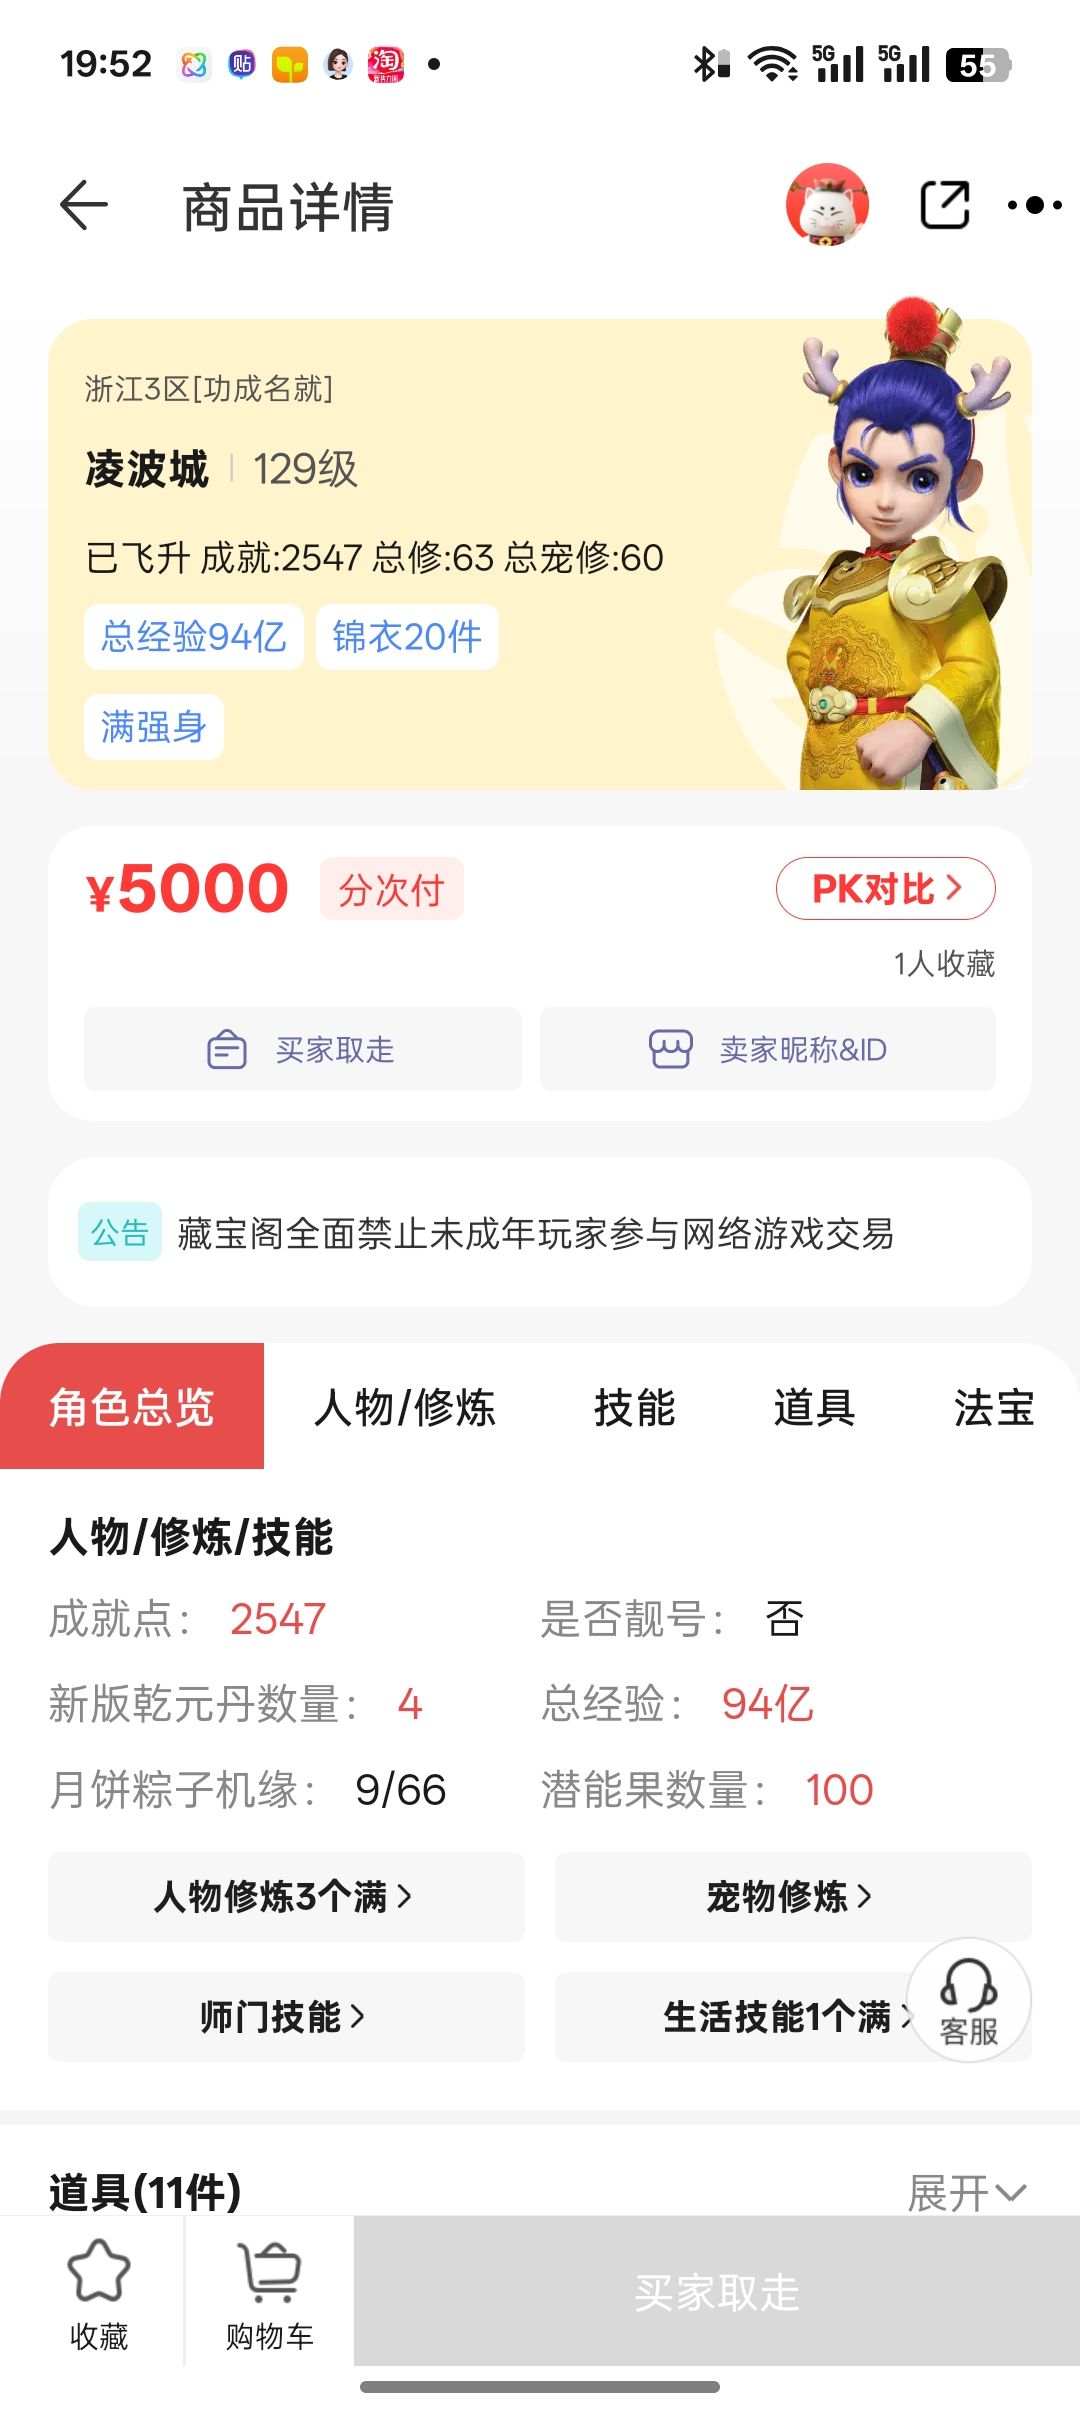 19:52
贴
淘
5G
5G
55
商品详情
浙江3区[功成名就]
凌波城
129级
已飞升 成就:2547 总修:63 总宠修:60
总经验94亿
锦衣20件
满强身
¥5000
分次付
PK对比
1人收藏
买家取走
卖家昵称&ID
公告
藏宝阁全面禁止未成年玩家参与网络游戏交易
角色总览
人物/修炼
技能
道具
法宝
人物/修炼/技能
成就点: 2547
是否靓号: 否
新版乾元丹数量: 4
总经验: 94亿
月饼粽子机缘: 9/66
潜能果数量: 100
人物修炼3个满
宠物修炼
师门技能
生活技能1个满
客服
道具(11件)
展开
收藏
购物车
买家取走